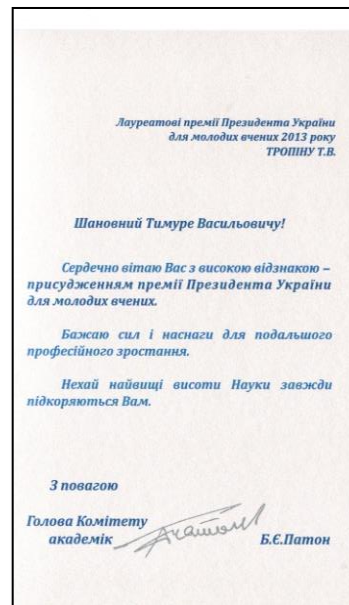 Лауреатові премії Президента України
для молодих вчених 2013 року
ТРОПІНУ Т.В.
Шановний Тимуре Васильовичу!
Сердечно вітаю Вас з високою відзнакою –
присудженням премії Президента України
для молодих вчених.
Бажаю сил і наснаги для подальшого
професійного зростання.
Нехай найвищі висоти Науки завжди
підкоряються Вам.
З повагою
Голова Комітету
академік Б.Є.Патон